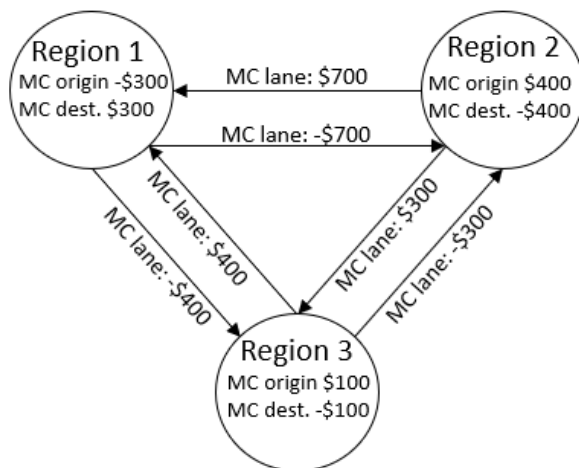 Region 1
MC origin -$300
MC dest. $300
MC lane: $700
MC lane: -$700
Region 2
MC origin $400
MC dest. -$400
MC lane: -$400
MC lane: $400
MC lane: $300
MC lane: -$300
Region 3
MC origin $100
MC dest. -$100